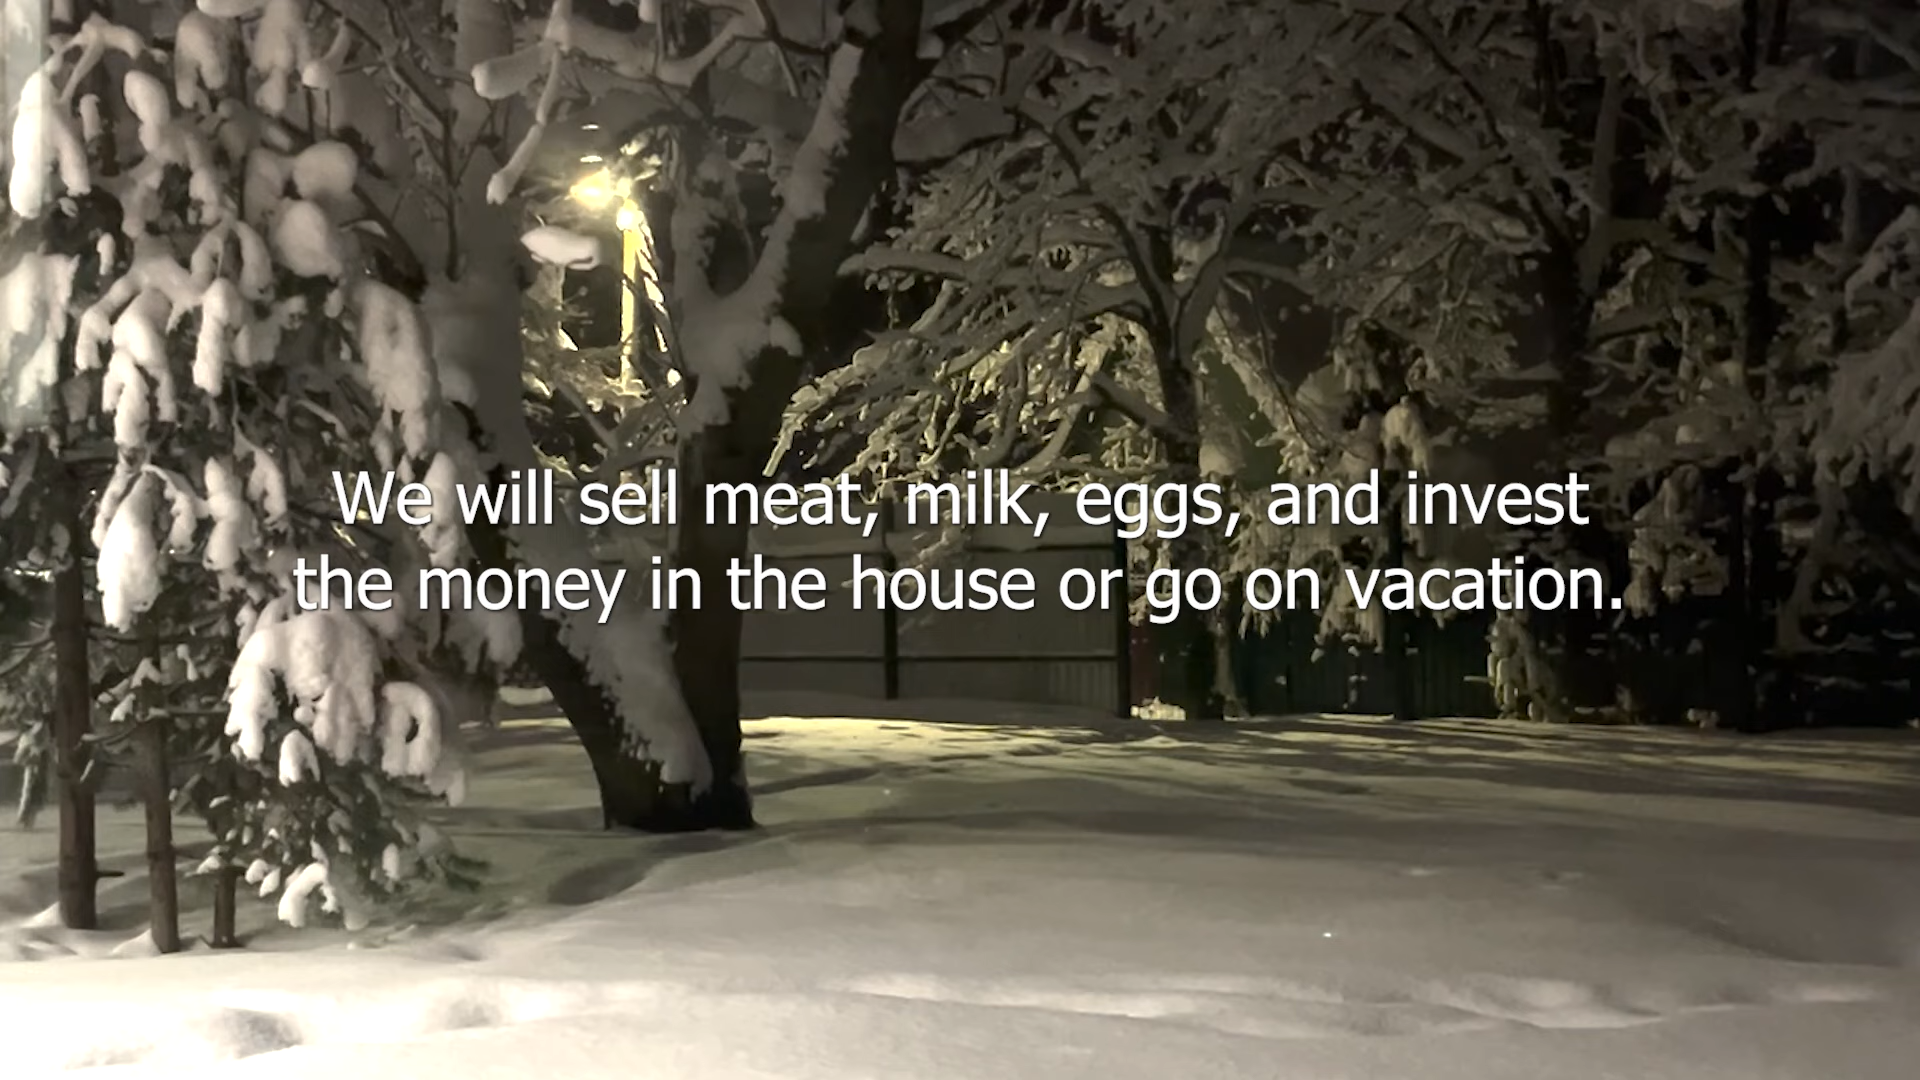 We will sell meat, milk, eggs, and invest
the money in the house or go on vacation.